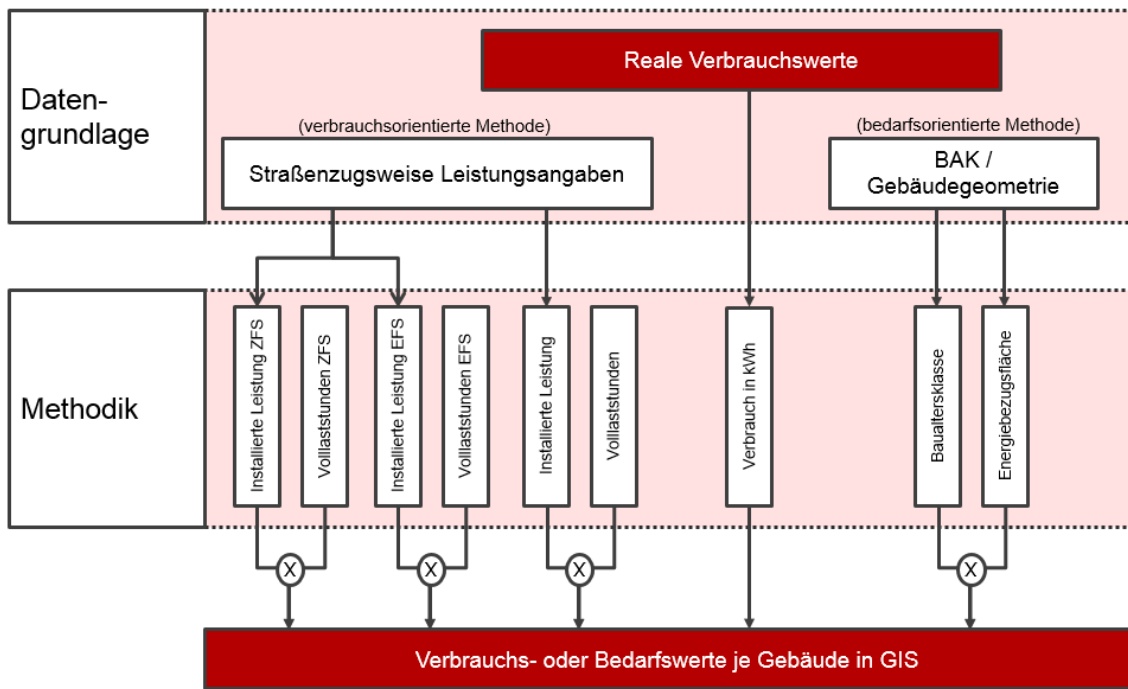 Reale Verbrauchswerte
Daten-
grundlage
(verbrauchsorientierte Methode)
(bedarfsorientierte Methode)
Straßenzugsweise Leistungsangaben
BAK /
Gebäudegeometrie
Methodik
Installierte Leistung ZFS
Volllaststunden ZFS
Installierte Leistung EFS
Volllaststunden EFS
Installierte Leistung
Volllaststunden
Verbrauch in kWh
Baualtersklasse
Energiebezugsfläche
X
X
X
X
Verbrauchs- oder Bedarfswerte je Gebäude in GIS